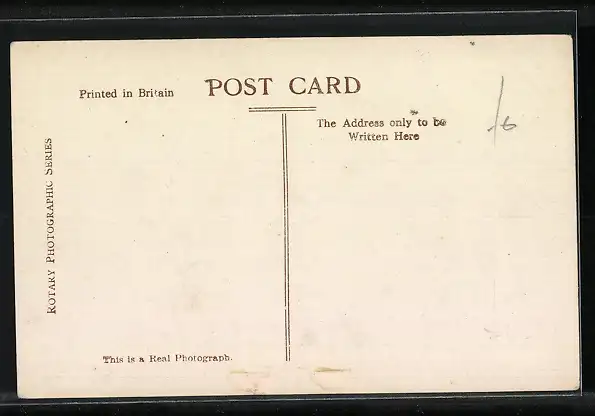 POST CARD
Printed in Britain
The Address only to be
Written Here
ROTARY PHOTOGRAPHIC SERIES
This is a Real Photograph.
/6